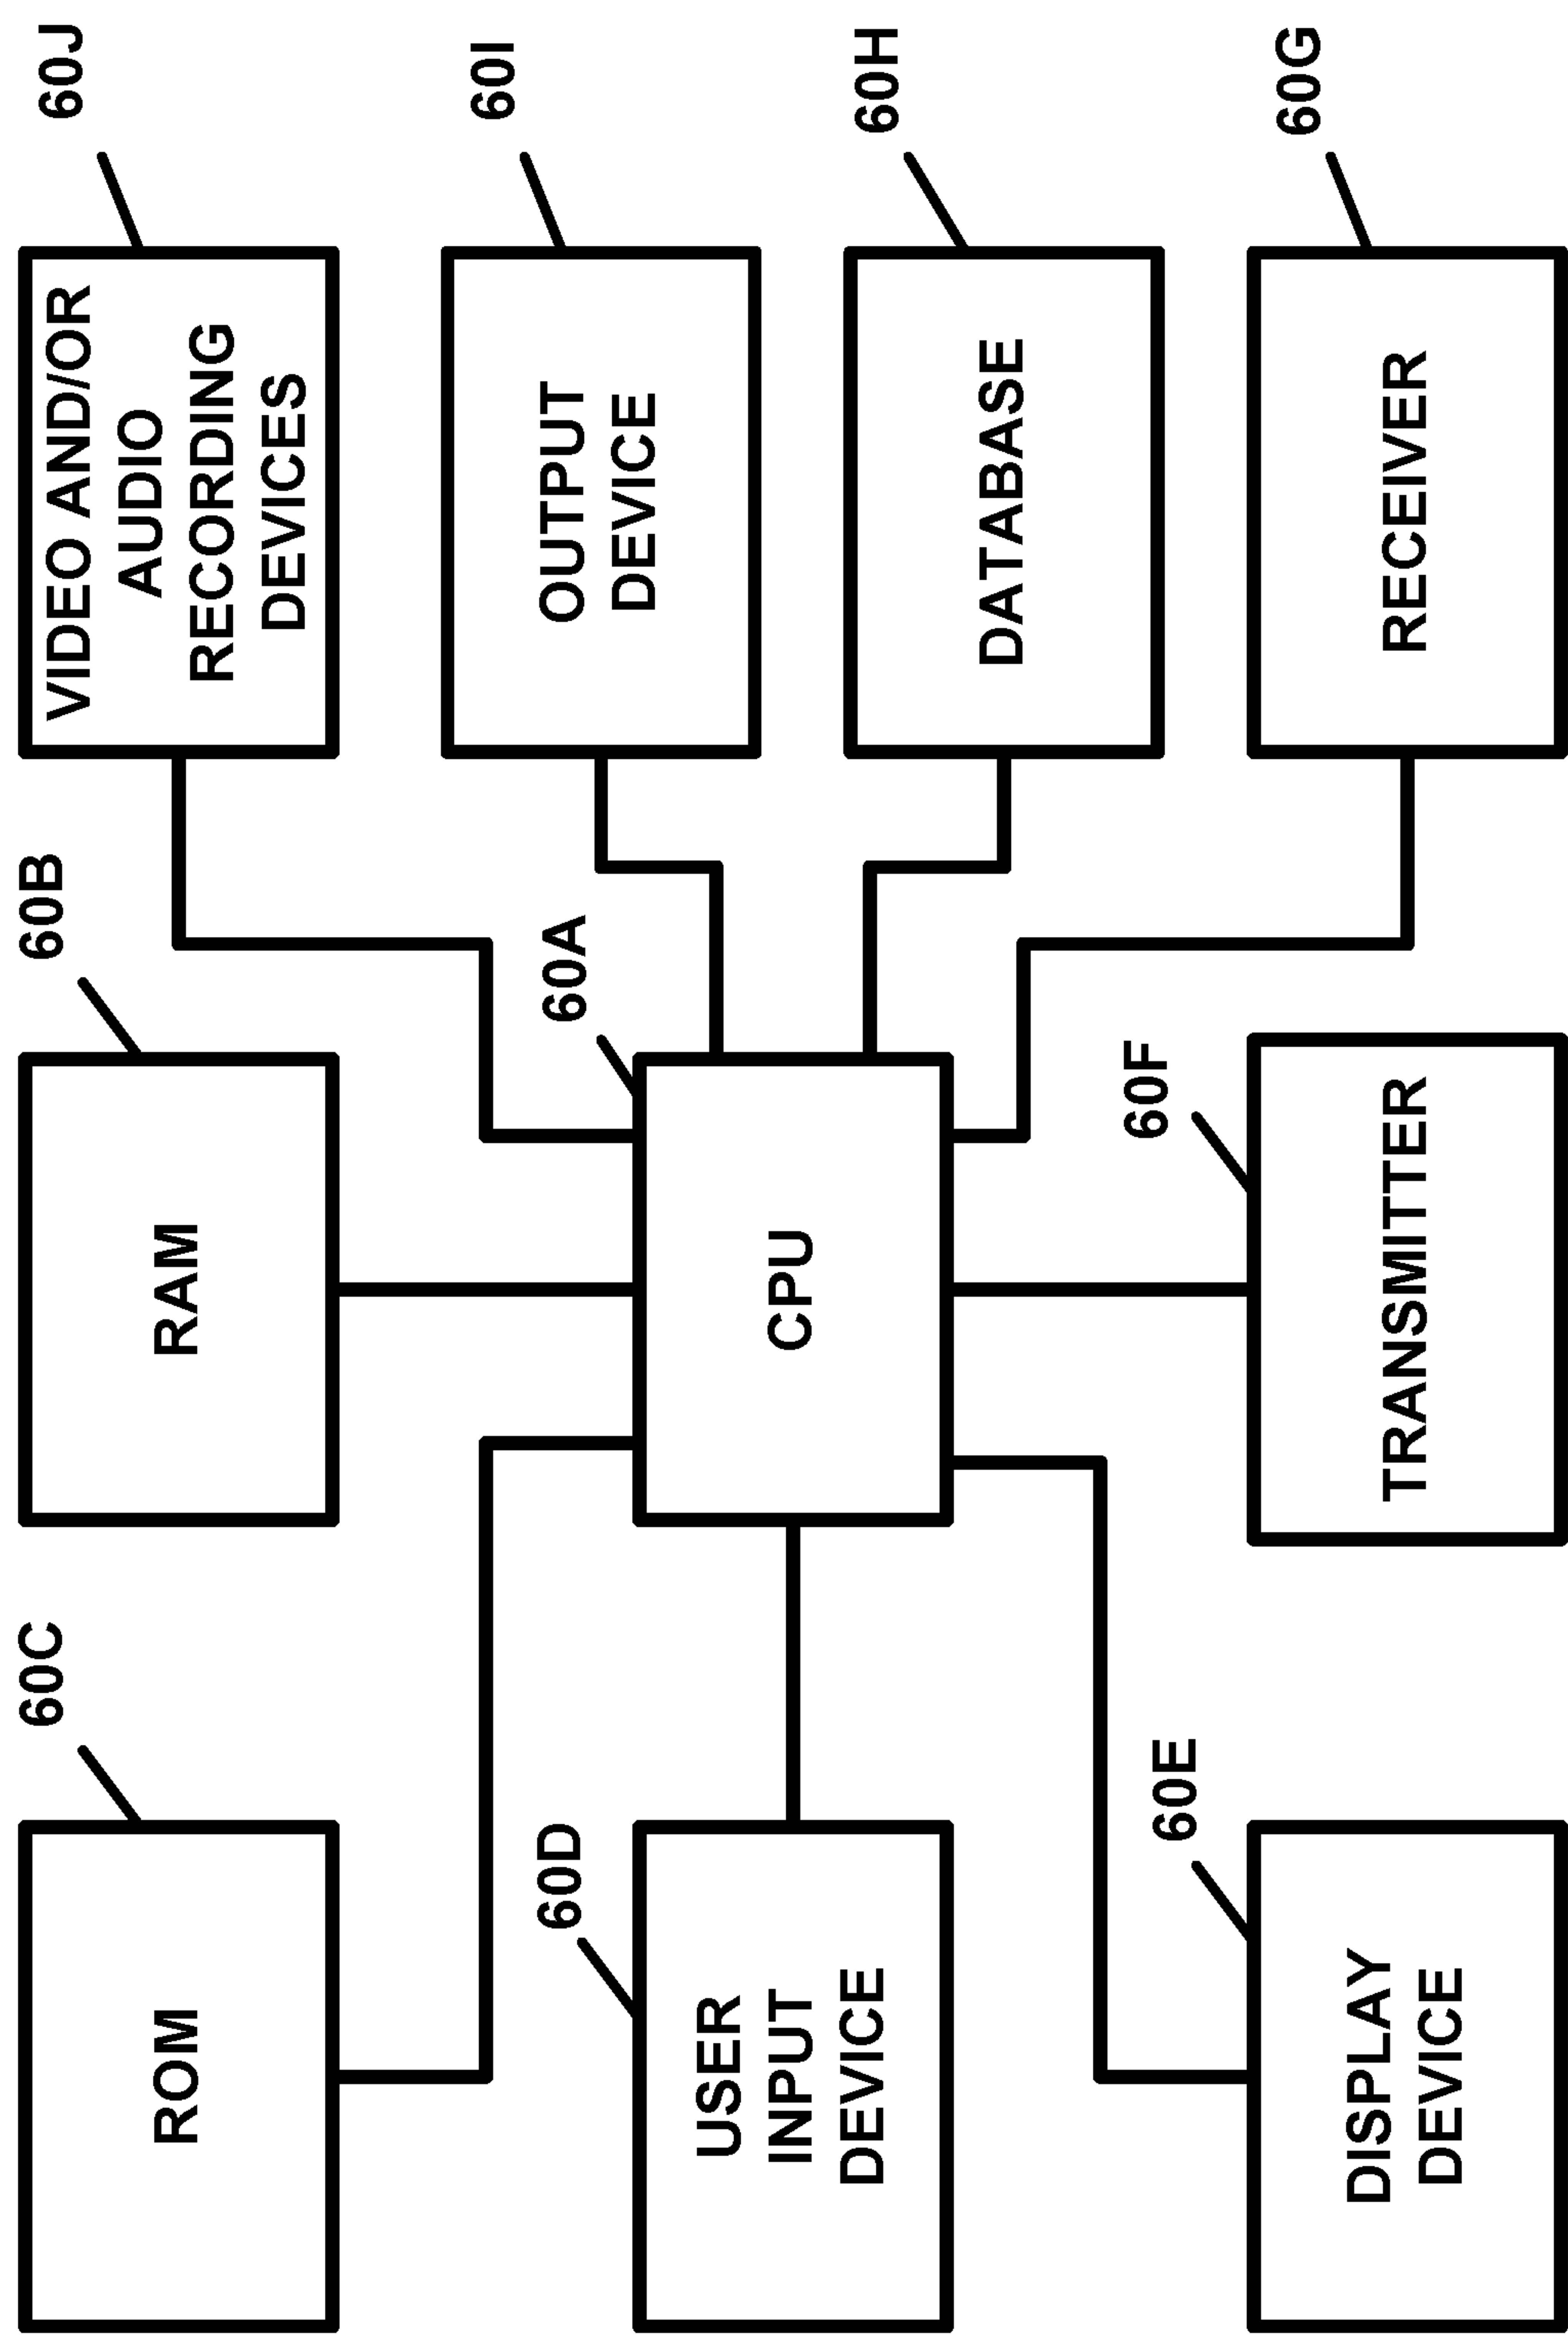 60C
60B
60J
ROM
RAM
VIDEO AND/OR
AUDIO
RECORDING
DEVICES
60I
OUTPUT
DEVICE
60D
60A
USER
INPUT
DEVICE
CPU
60H
DATABASE
60E
60F
60G
DISPLAY
DEVICE
TRANSMITTER
RECEIVER